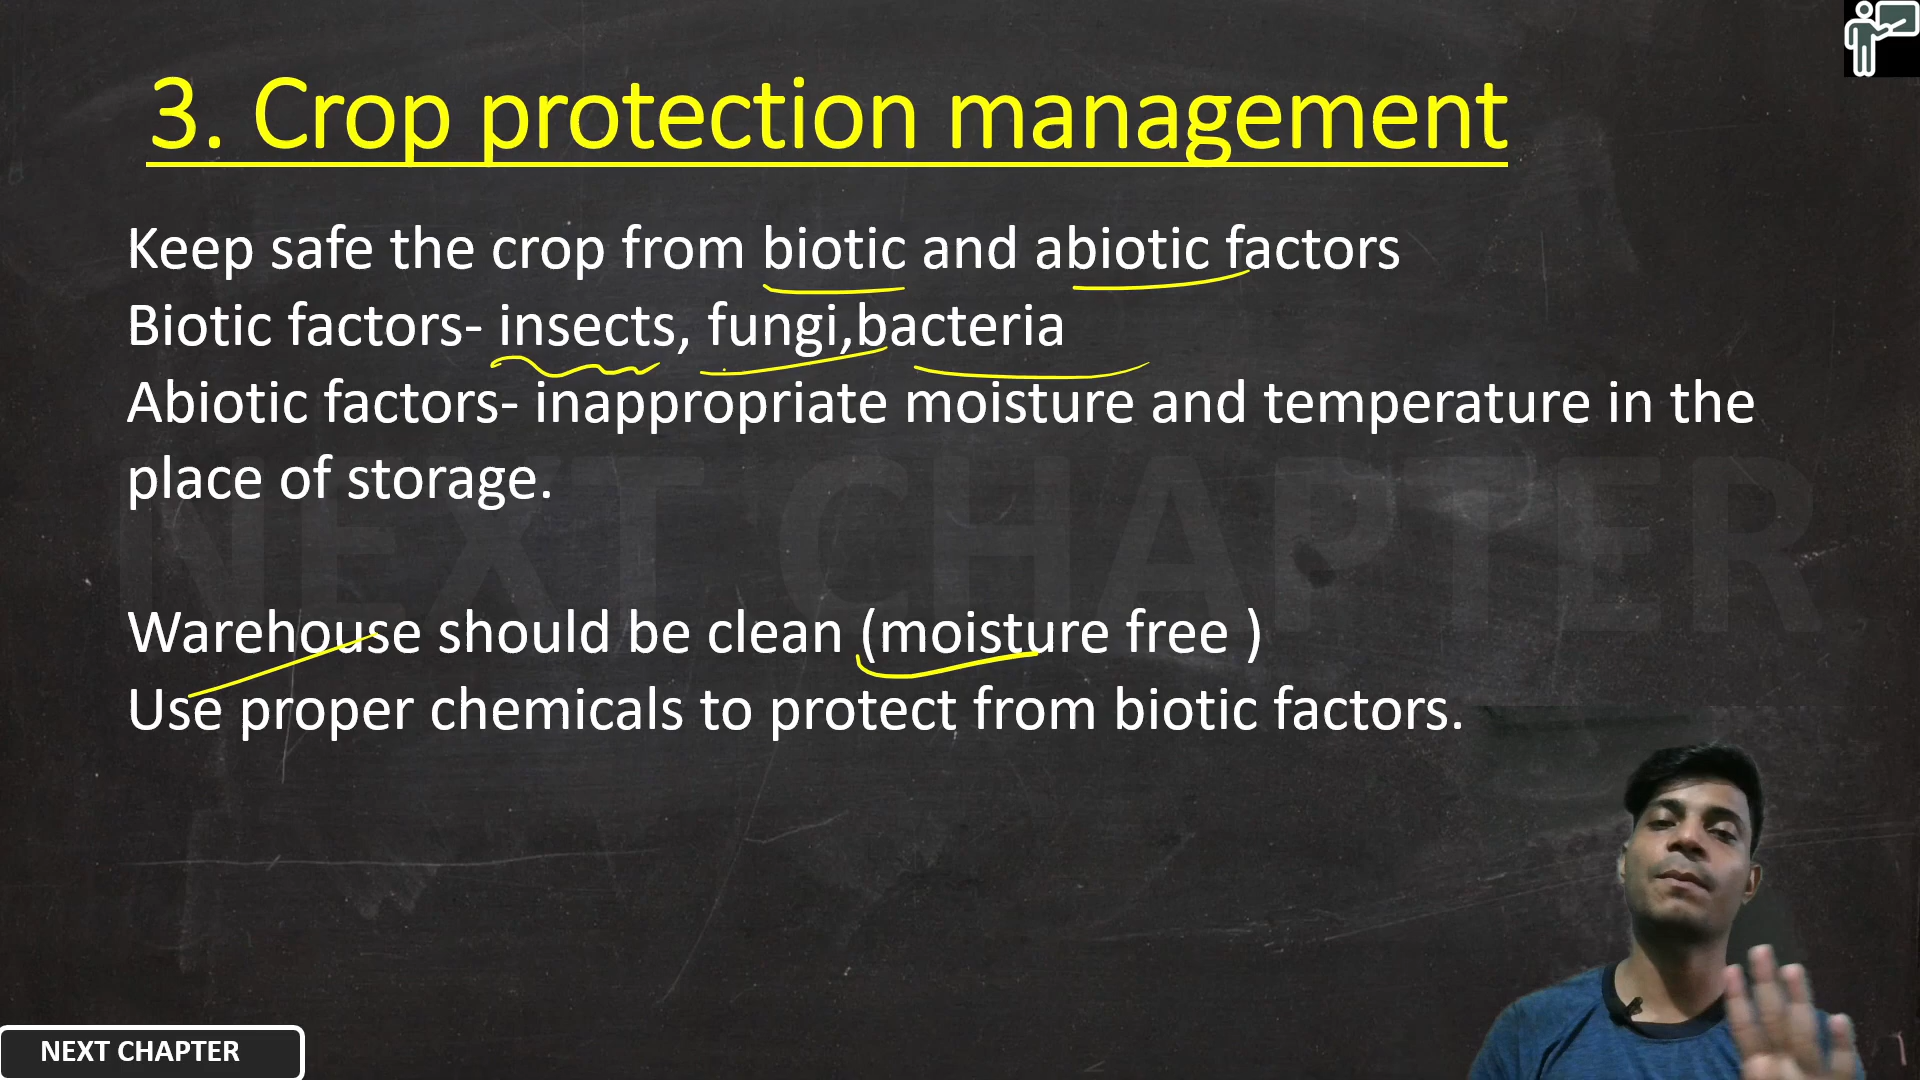 3. Crop protection management
Keep safe the crop from biotic and abiotic factors
Biotic factors- insects, fungi,bacteria
Abiotic factors- inappropriate moisture and temperature in the
place of storage.
NEXT CHAPTER
Warehouse should be clean (moisture free )
Use proper chemicals to protect from biotic factors.
NEXT CHAPTER